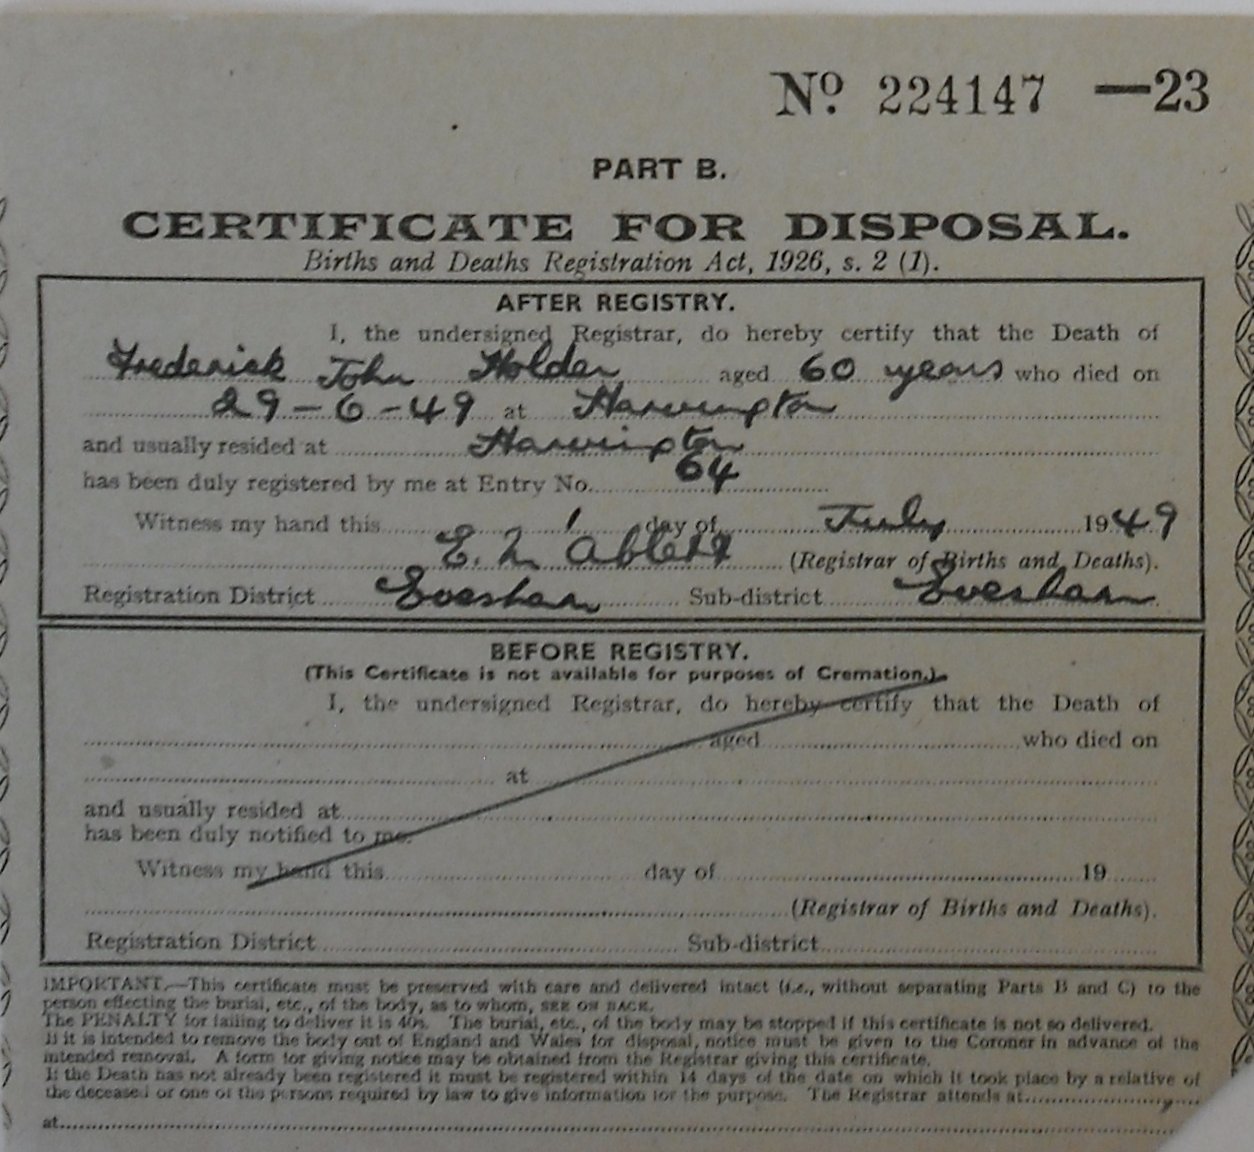 No. 224147 —23
PART B.
CERTIFICATE FOR DISPOSAL.
Births and Deaths Registration Act, 1926, s. 2 (1).
AFTER REGISTRY.
I, the undersigned Registrar, do hereby certify that the Death of
Frederick John Holder aged 60 years who died on
29-6-49 at Harvington
and usually resided at Harvington
has been duly registered by me at Entry No. 64
Witness my hand this 1 day of July 1949
E. M. Ablett (Registrar of Births and Deaths).
Registration District Evesham Sub-district Evesham
BEFORE REGISTRY.
(This Certificate is not available for purposes of Cremation.)
I, the undersigned Registrar, do hereby certify that the Death of
aged who died on
at
and usually resided at
has been duly notified to me.
Witness my hand this day of 19
(Registrar of Births and Deaths).
Registration District Sub-district
IMPORTANT.—This certificate must be preserved with care and delivered intact (i.e., without separating Parts B and C) to the
person effecting the burial, etc., of the body, as to whom, SEE ON BACK.
The PENALTY for failing to deliver it is 40s. The burial, etc., of the body may be stopped if this certificate is not so delivered.
If it is intended to remove the body out of England and Wales for disposal, notice must be given to the Coroner in advance of the
intended removal. A form for giving notice may be obtained from the Registrar giving this certificate.
If the Death has not already been registered it must be registered within 14 days of the date on which it took place by a relative of
the deceased or one of the persons required by law to give information for the purpose. The Registrar attends at
at